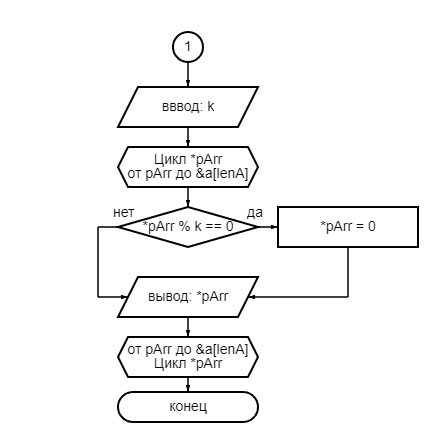 1
вввод: k
Цикл *pArr
от pArr до &a[lenA]
нет
да
*pArr % k == 0
*pArr = 0
вывод: *pArr
от pArr до &a[lenA]
Цикл *pArr
конец